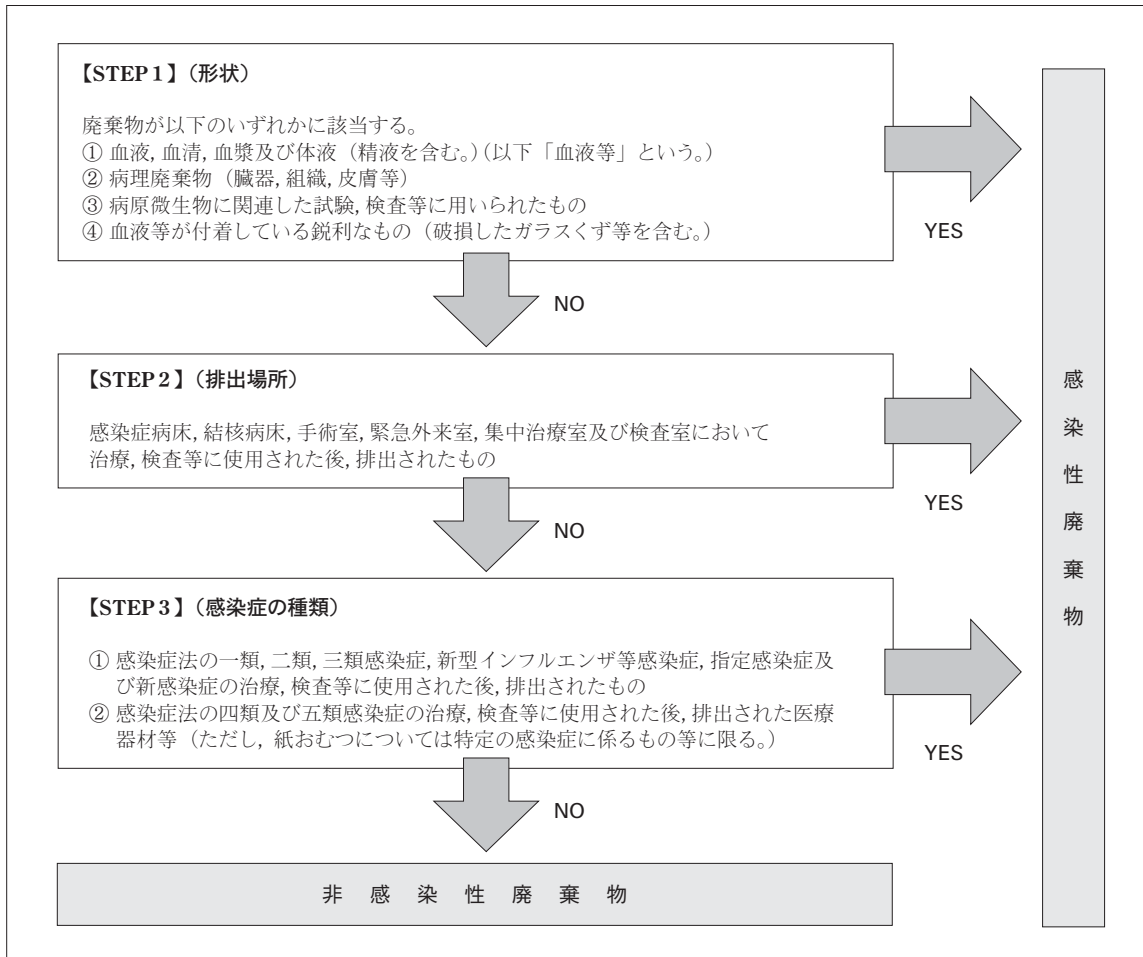 【STEP1】（形状）
廃棄物が以下のいずれかに該当する。
① 血液, 血清, 血漿及び体液（精液を含む。）（以下「血液等」という。）
② 病理廃棄物（臓器, 組織, 皮膚等）
③ 病原微生物に関連した試験, 検査等に用いられたもの
④ 血液等が付着している鋭利なもの（破損したガラスくず等を含む。）
YES
NO
【STEP2】（排出場所）
感染症病床, 結核病床, 手術室, 緊急外来室, 集中治療室及び検査室において
治療, 検査等に使用された後, 排出されたもの
YES
NO
【STEP3】（感染症の種類）
① 感染症法の一類, 二類, 三類感染症, 新型インフルエンザ等感染症, 指定感染症及
び新感染症の治療, 検査等に使用された後, 排出されたもの
② 感染症法の四類及び五類感染症の治療, 検査等に使用された後, 排出された医療
器材等（ただし, 紙おむつについては特定の感染症に係るもの等に限る。）
YES
NO
非感染性廃棄物
感染性廃棄物